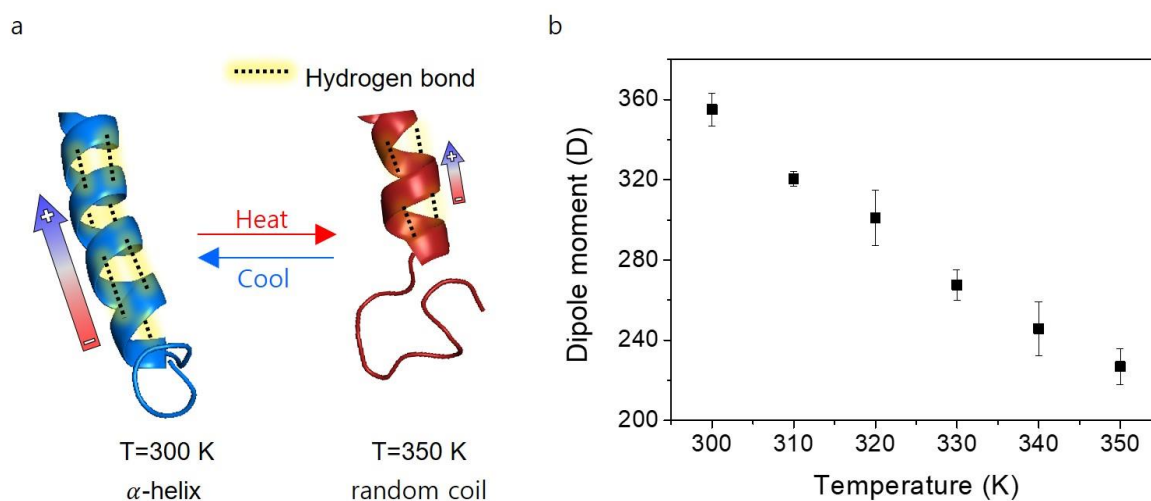 a
Hydrogen bond
+
-
Heat
Cool
+
-
T=300 K
α-helix
T=350 K
random coil
b
Dipole moment (D)
360
320
280
240
200
300 310 320 330 340 350
Temperature (K)